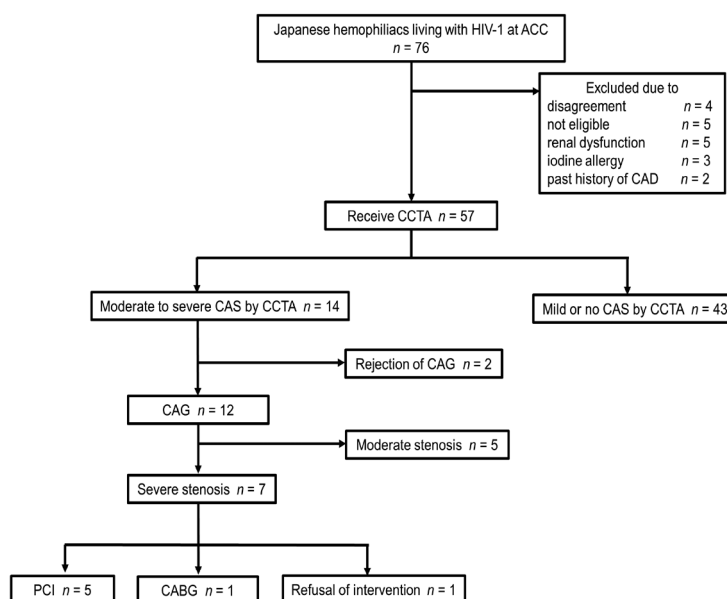 Japanese hemophiliacs living with HIV-1 at ACC
n = 76
Excluded due to
disagreement n = 4
not eligible n = 5
renal dysfunction n = 5
iodine allergy n = 3
past history of CAD n = 2
Receive CCTA n = 57
Moderate to severe CAS by CCTA n = 14
Mild or no CAS by CCTA n = 43
Rejection of CAG n = 2
CAG n = 12
Moderate stenosis n = 5
Severe stenosis n = 7
PCI n = 5
CABG n = 1
Refusal of intervention n = 1